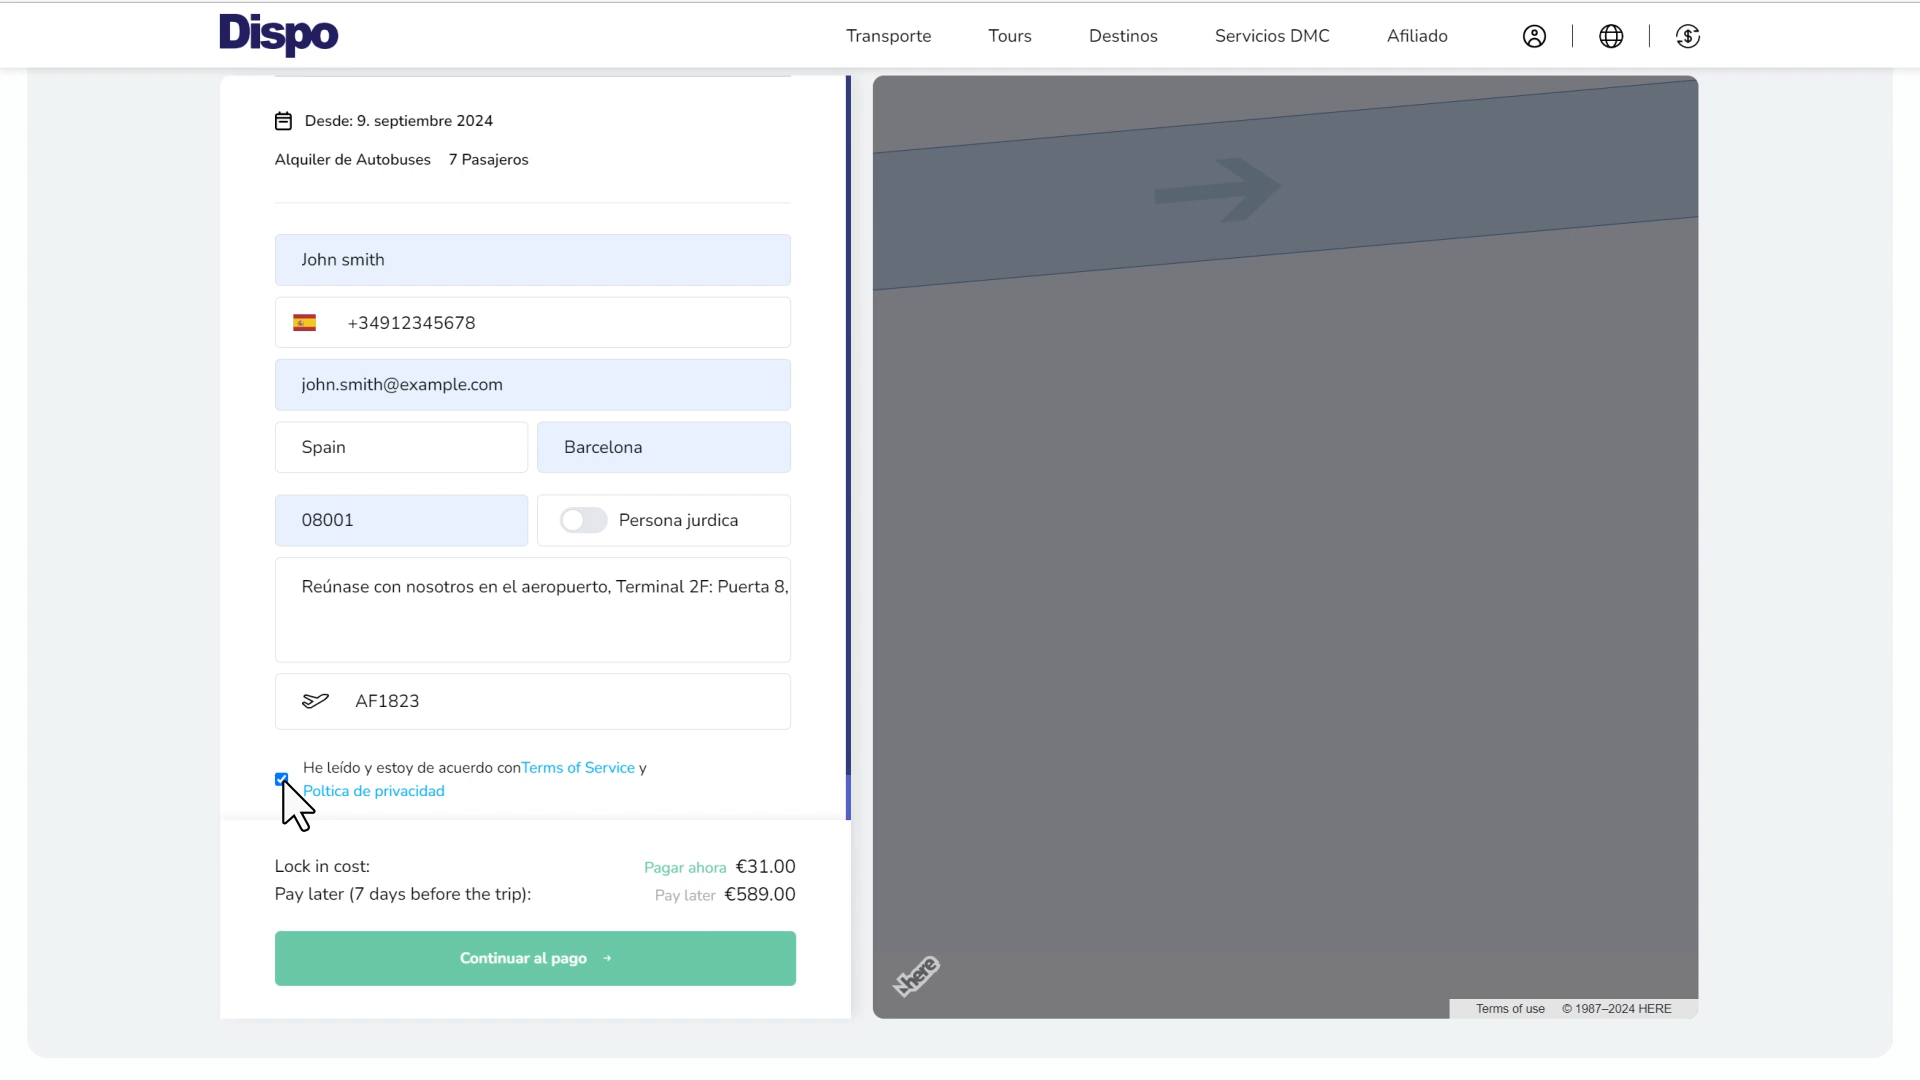 Dispo
Transporte
Tours
Destinos
Servicios DMC
Afiliado
Desde: 9. septiembre 2024
Alquiler de Autobuses 7 Pasajeros
John smith
+34912345678
john.smith@example.com
Spain
Barcelona
08001
Persona jurdica
Reúnase con nosotros en el aeropuerto, Terminal 2F: Puerta 8,
AF1823
He leído y estoy de acuerdo conTerms of Service y
Poltica de privacidad
Lock in cost: Pagar ahora €31.00
Pay later (7 days before the trip): Pay later €589.00
Continuar al pago →
here
Terms of use © 1987–2024 HERE